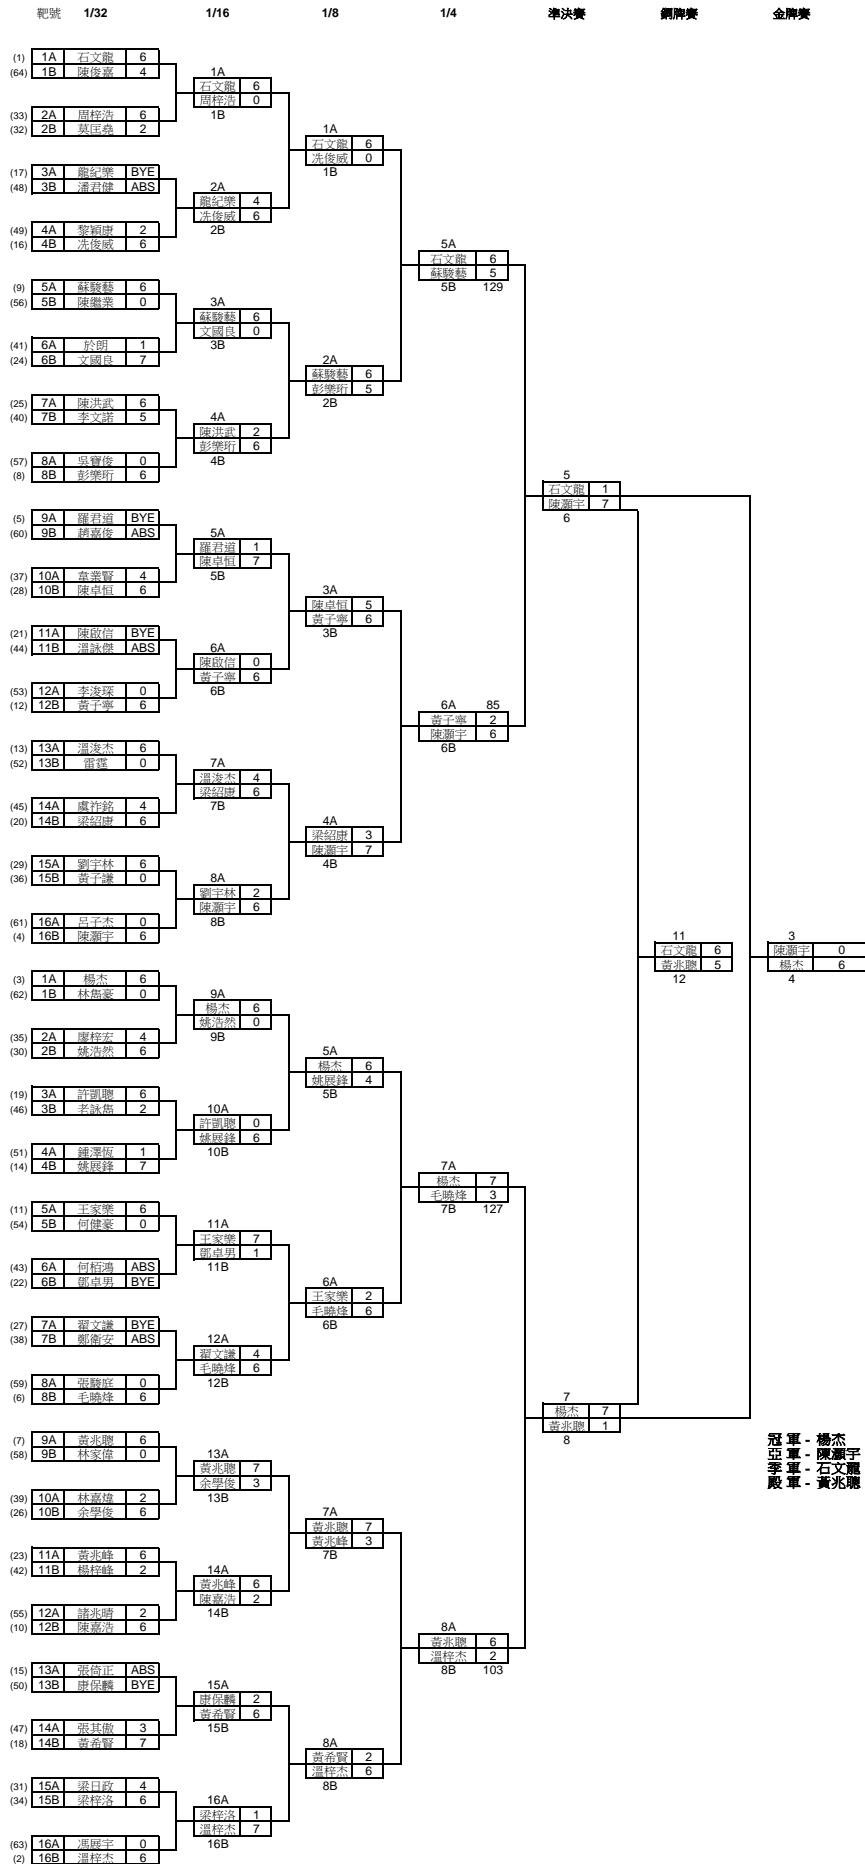 靶號 1/32 1/16 1/8 1/4 準決賽 銅牌賽 金牌賽
(1) 1A 石文龍 6
(64) 1B 陳俊嘉 4
1A
石文龍 6
周梓浩 0
1B
(33) 2A 周梓浩 6
(32) 2B 莫匡堯 2
1A
石文龍 6
冼俊威 0
1B
(17) 3A 龍紀樂 BYE
(48) 3B 潘君健 ABS
2A
龍紀樂 4
冼俊威 6
2B
(49) 4A 黎穎康 2
(16) 4B 冼俊威 6
5A
石文龍 6
蘇駿藝 5
5B 129
(9) 5A 蘇駿藝 6
(56) 5B 陳繼業 0
3A
蘇駿藝 6
文國良 0
3B
(41) 6A 於朗 1
(24) 6B 文國良 7
2A
蘇駿藝 6
彭樂珩 5
2B
(25) 7A 陳洪武 6
(40) 7B 李文諾 5
4A
陳洪武 2
彭樂珩 6
4B
(57) 8A 吳寶俊 0
(8) 8B 彭樂珩 6
5
石文龍 1
陳灝宇 7
6
(5) 9A 羅君道 BYE
(60) 9B 趙嘉俊 ABS
5A
羅君道 1
陳卓恒 7
5B
(37) 10A 韋業賢 4
(28) 10B 陳卓恒 6
3A
陳卓恒 5
黃子寧 6
3B
(21) 11A 陳啟信 BYE
(44) 11B 溫詠傑 ABS
6A
陳啟信 0
黃子寧 6
6B
(53) 12A 李浚琛 0
(12) 12B 黃子寧 6
6A 85
黃子寧 2
陳灝宇 6
6B
(13) 13A 溫浚杰 6
(52) 13B 雷霆 0
7A
溫浚杰 4
梁紹康 6
7B
(45) 14A 盧祚銘 4
(20) 14B 梁紹康 6
4A
梁紹康 3
陳灝宇 7
4B
(29) 15A 劉宇林 6
(36) 15B 黃子謙 0
8A
劉宇林 2
陳灝宇 6
8B
(61) 16A 呂子杰 0
(4) 16B 陳灝宇 6
11
石文龍 6
黃兆聰 5
12
3
陳灝宇 0
楊杰 6
4
(3) 1A 楊杰 6
(62) 1B 林雋豪 0
9A
楊杰 6
姚浩然 0
9B
(35) 2A 廖梓宏 4
(30) 2B 姚浩然 6
5A
楊杰 6
姚展鋒 4
5B
(19) 3A 許凱聰 6
(46) 3B 老詠雋 2
10A
許凱聰 0
姚展鋒 6
10B
(51) 4A 鍾澤恆 1
(14) 4B 姚展鋒 7
7A
楊杰 7
毛曉烽 3
7B 127
(11) 5A 王家樂 6
(54) 5B 何健豪 0
11A
王家樂 7
鄧卓男 1
11B
(43) 6A 何栢鴻 ABS
(22) 6B 鄧卓男 BYE
6A
王家樂 2
毛曉烽 6
6B
(27) 7A 翟文謙 BYE
(38) 7B 鄭衛安 ABS
12A
翟文謙 4
毛曉烽 6
12B
(59) 8A 張駿庭 0
(6) 8B 毛曉烽 6
7
楊杰 7
黃兆聰 1
8
(7) 9A 黃兆聰 6
(58) 9B 林家偉 0
13A
黃兆聰 7
余學俊 3
13B
(39) 10A 林嘉煒 2
(26) 10B 余學俊 6
7A
黃兆聰 7
黃兆峰 3
7B
(23) 11A 黃兆峰 6
(42) 11B 楊梓峰 2
14A
黃兆峰 6
陳嘉浩 2
14B
(55) 12A 諸兆晴 2
(10) 12B 陳嘉浩 6
8A
黃兆聰 6
溫梓杰 2
8B 103
(15) 13A 張倚正 ABS
(50) 13B 康保麟 BYE
15A
康保麟 2
黃希賢 6
15B
(47) 14A 張其傲 3
(18) 14B 黃希賢 7
8A
黃希賢 2
溫梓杰 6
8B
(31) 15A 梁日政 4
(34) 15B 梁梓洛 6
16A
梁梓洛 1
溫梓杰 7
16B
(63) 16A 馮展宇 0
(2) 16B 溫梓杰 6
冠 軍 - 楊杰
亞 軍 - 陳灝宇
季 軍 - 石文龍
殿 軍 - 黃兆聰